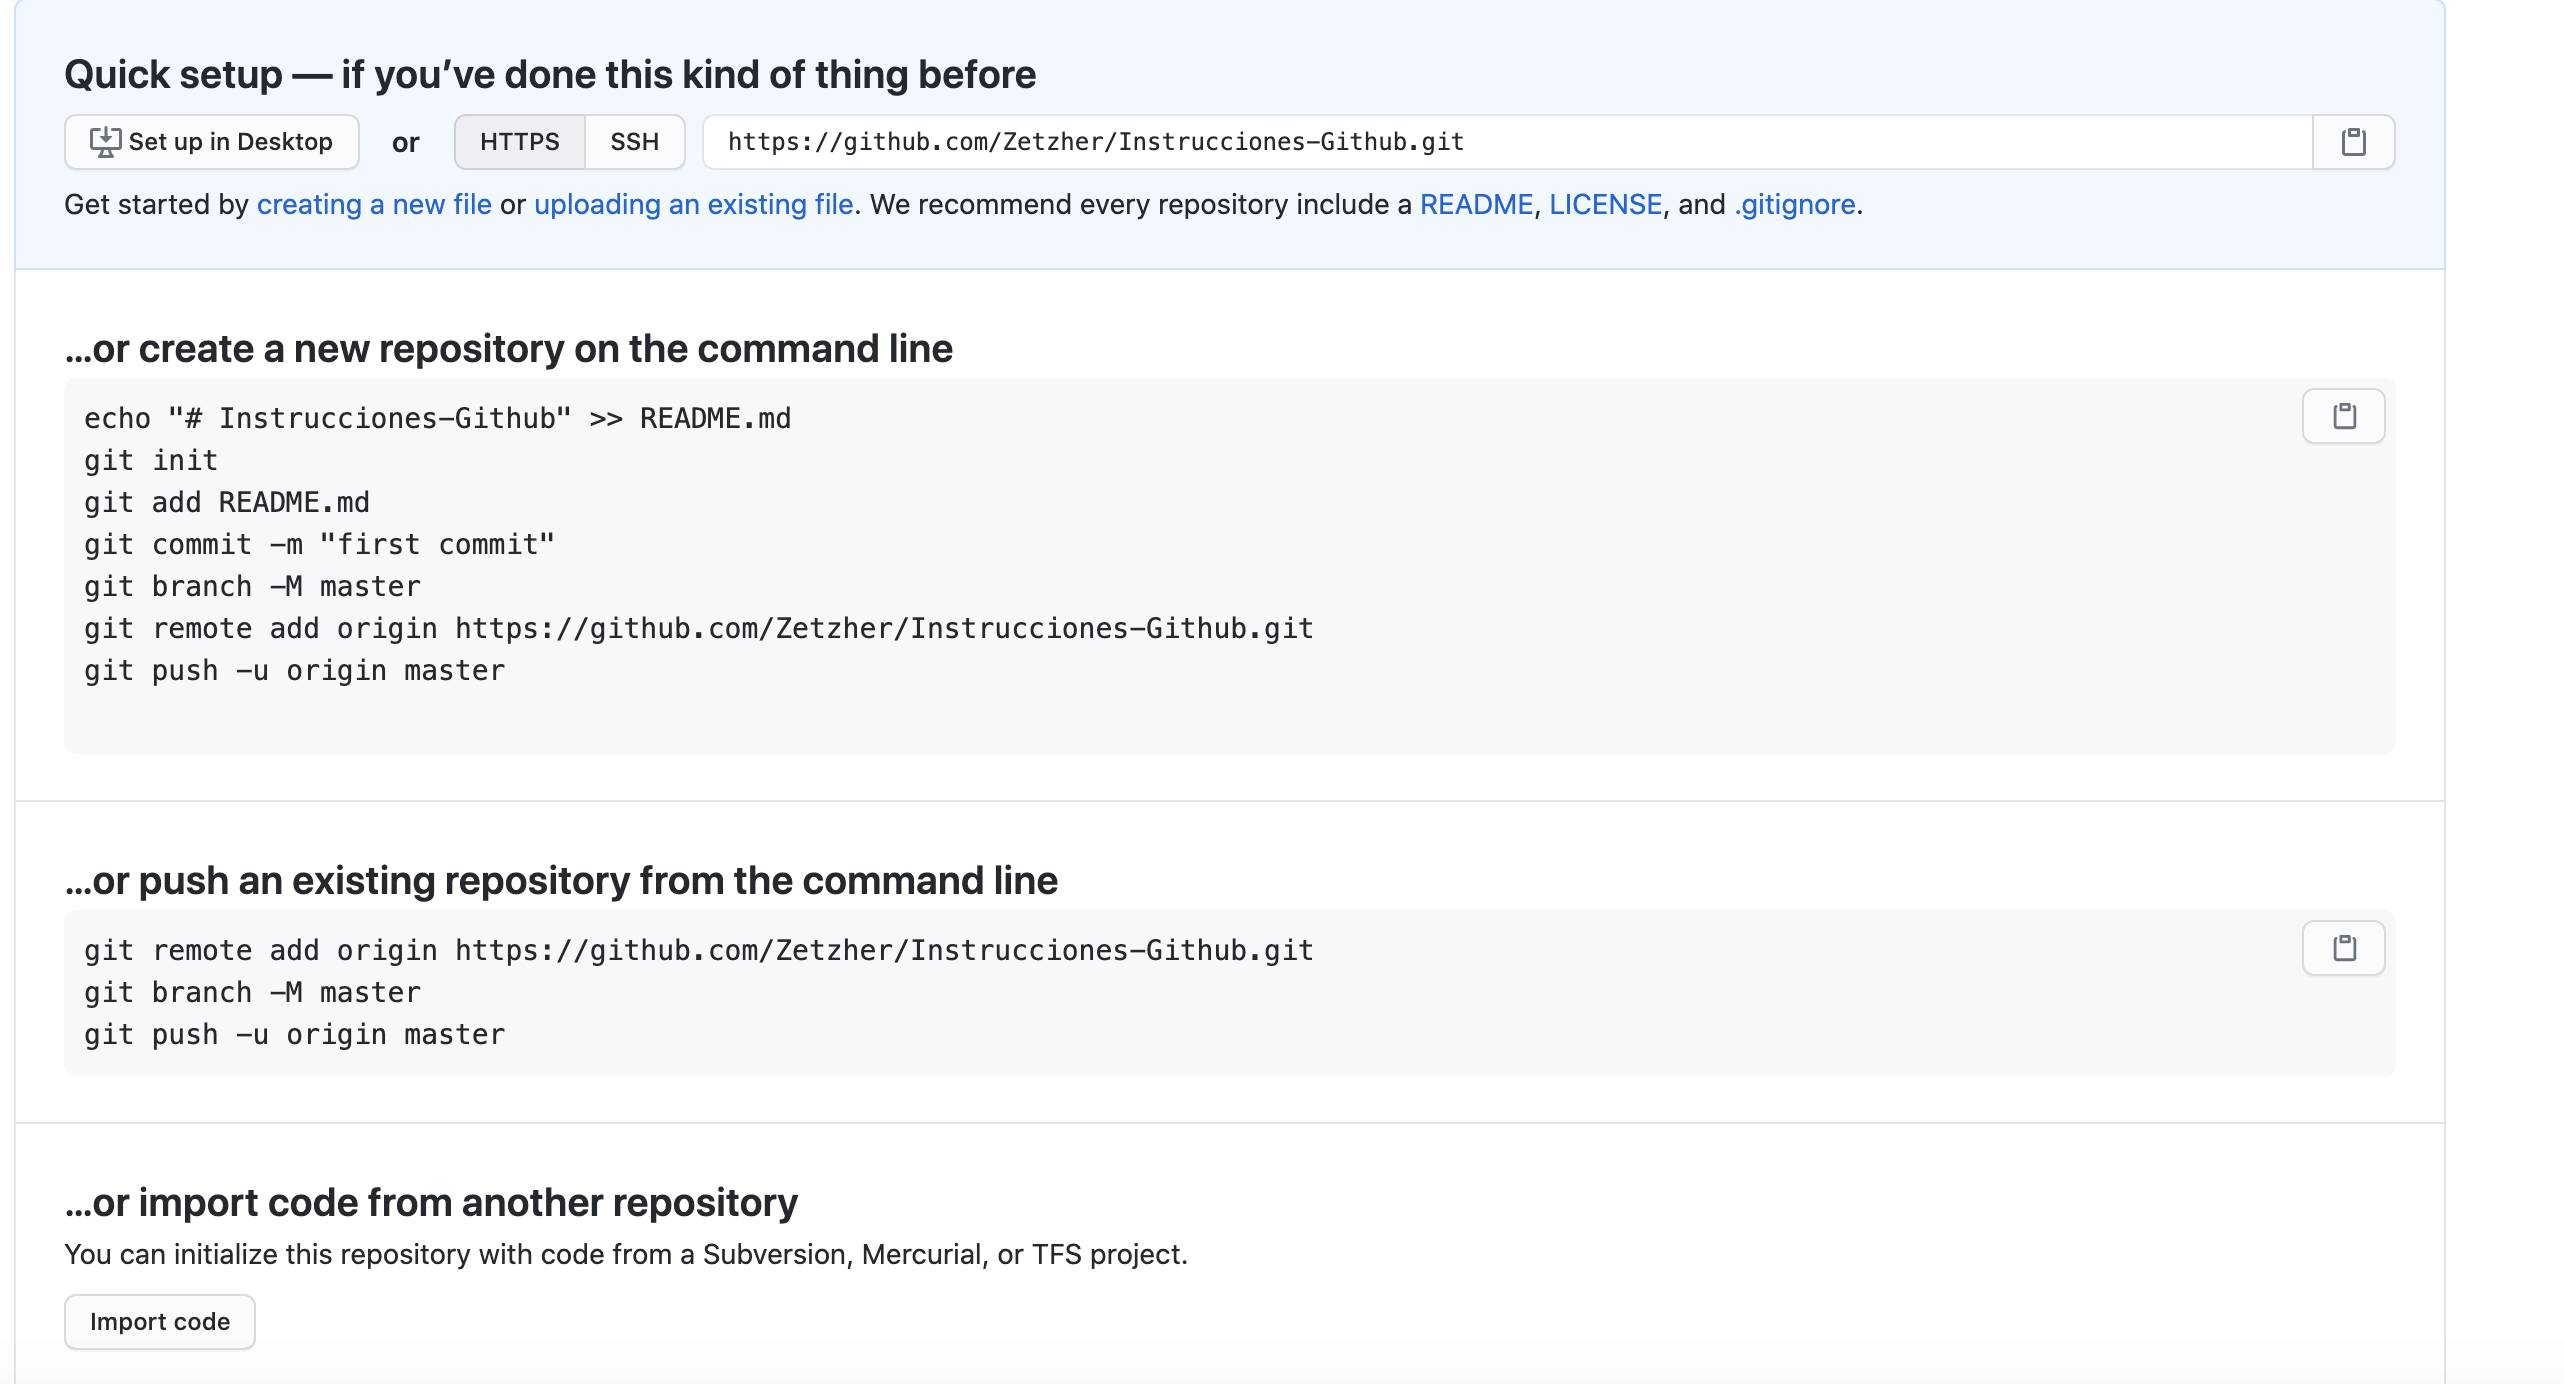 Quick setup — if you’ve done this kind of thing before
Set up in Desktop or HTTPS SSH https://github.com/Zetzher/Instrucciones-Github.git
Get started by creating a new file or uploading an existing file. We recommend every repository include a README, LICENSE, and .gitignore.
…or create a new repository on the command line
echo "# Instrucciones-Github" >> README.md
git init
git add README.md
git commit -m "first commit"
git branch -M master
git remote add origin https://github.com/Zetzher/Instrucciones-Github.git
git push -u origin master
…or push an existing repository from the command line
git remote add origin https://github.com/Zetzher/Instrucciones-Github.git
git branch -M master
git push -u origin master
…or import code from another repository
You can initialize this repository with code from a Subversion, Mercurial, or TFS project.
Import code